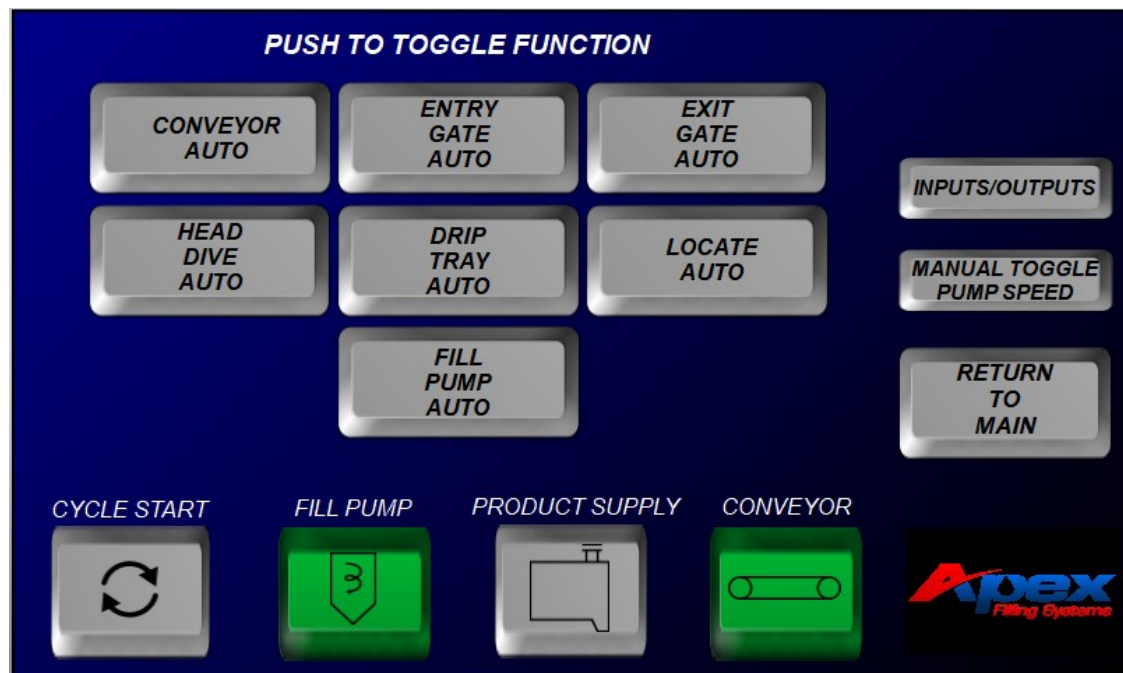 PUSH TO TOGGLE FUNCTION
CONVEYOR
AUTO
ENTRY
GATE
AUTO
EXIT
GATE
AUTO
INPUTS/OUTPUTS
HEAD
DIVE
AUTO
DRIP
TRAY
AUTO
LOCATE
AUTO
MANUAL TOGGLE
PUMP SPEED
FILL
PUMP
AUTO
RETURN
TO
MAIN
CYCLE START
FILL PUMP
PRODUCT SUPPLY
CONVEYOR
Apex
Filling Systems